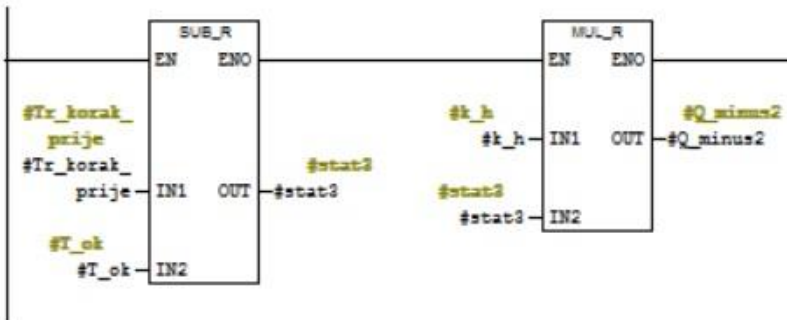 SUB_R
EN ENO
#Tr_korak_
prije
#Tr_korak_
prije IN1 OUT #stat3
#stat3
#T_ok
#T_ok IN2
MUL_R
EN ENO
#k_h
#k_h IN1 OUT #Q_minus2
#Q_minus2
#stat3
#stat3 IN2